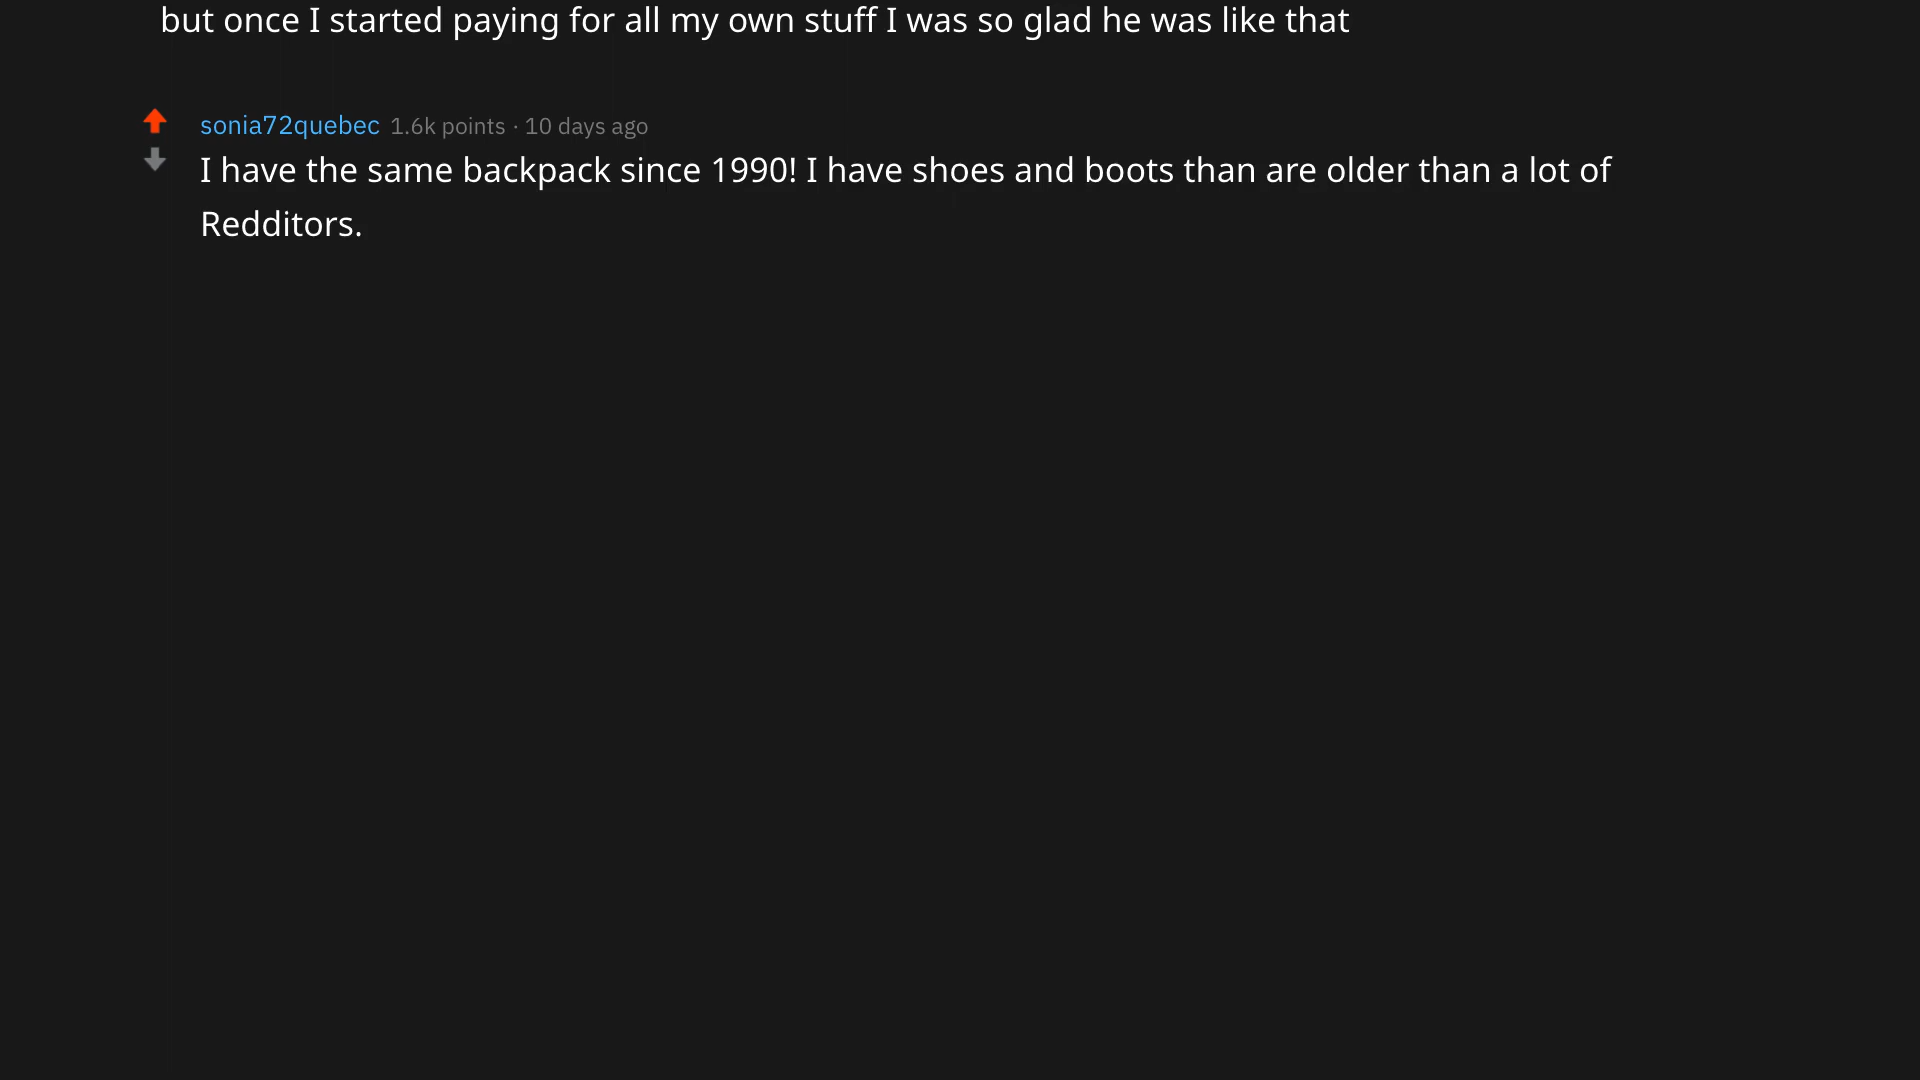 but once I started paying for all my own stuff I was so glad he was like that
sonia72quebec 1.6k points · 10 days ago
I have the same backpack since 1990! I have shoes and boots than are older than a lot of
Redditors.